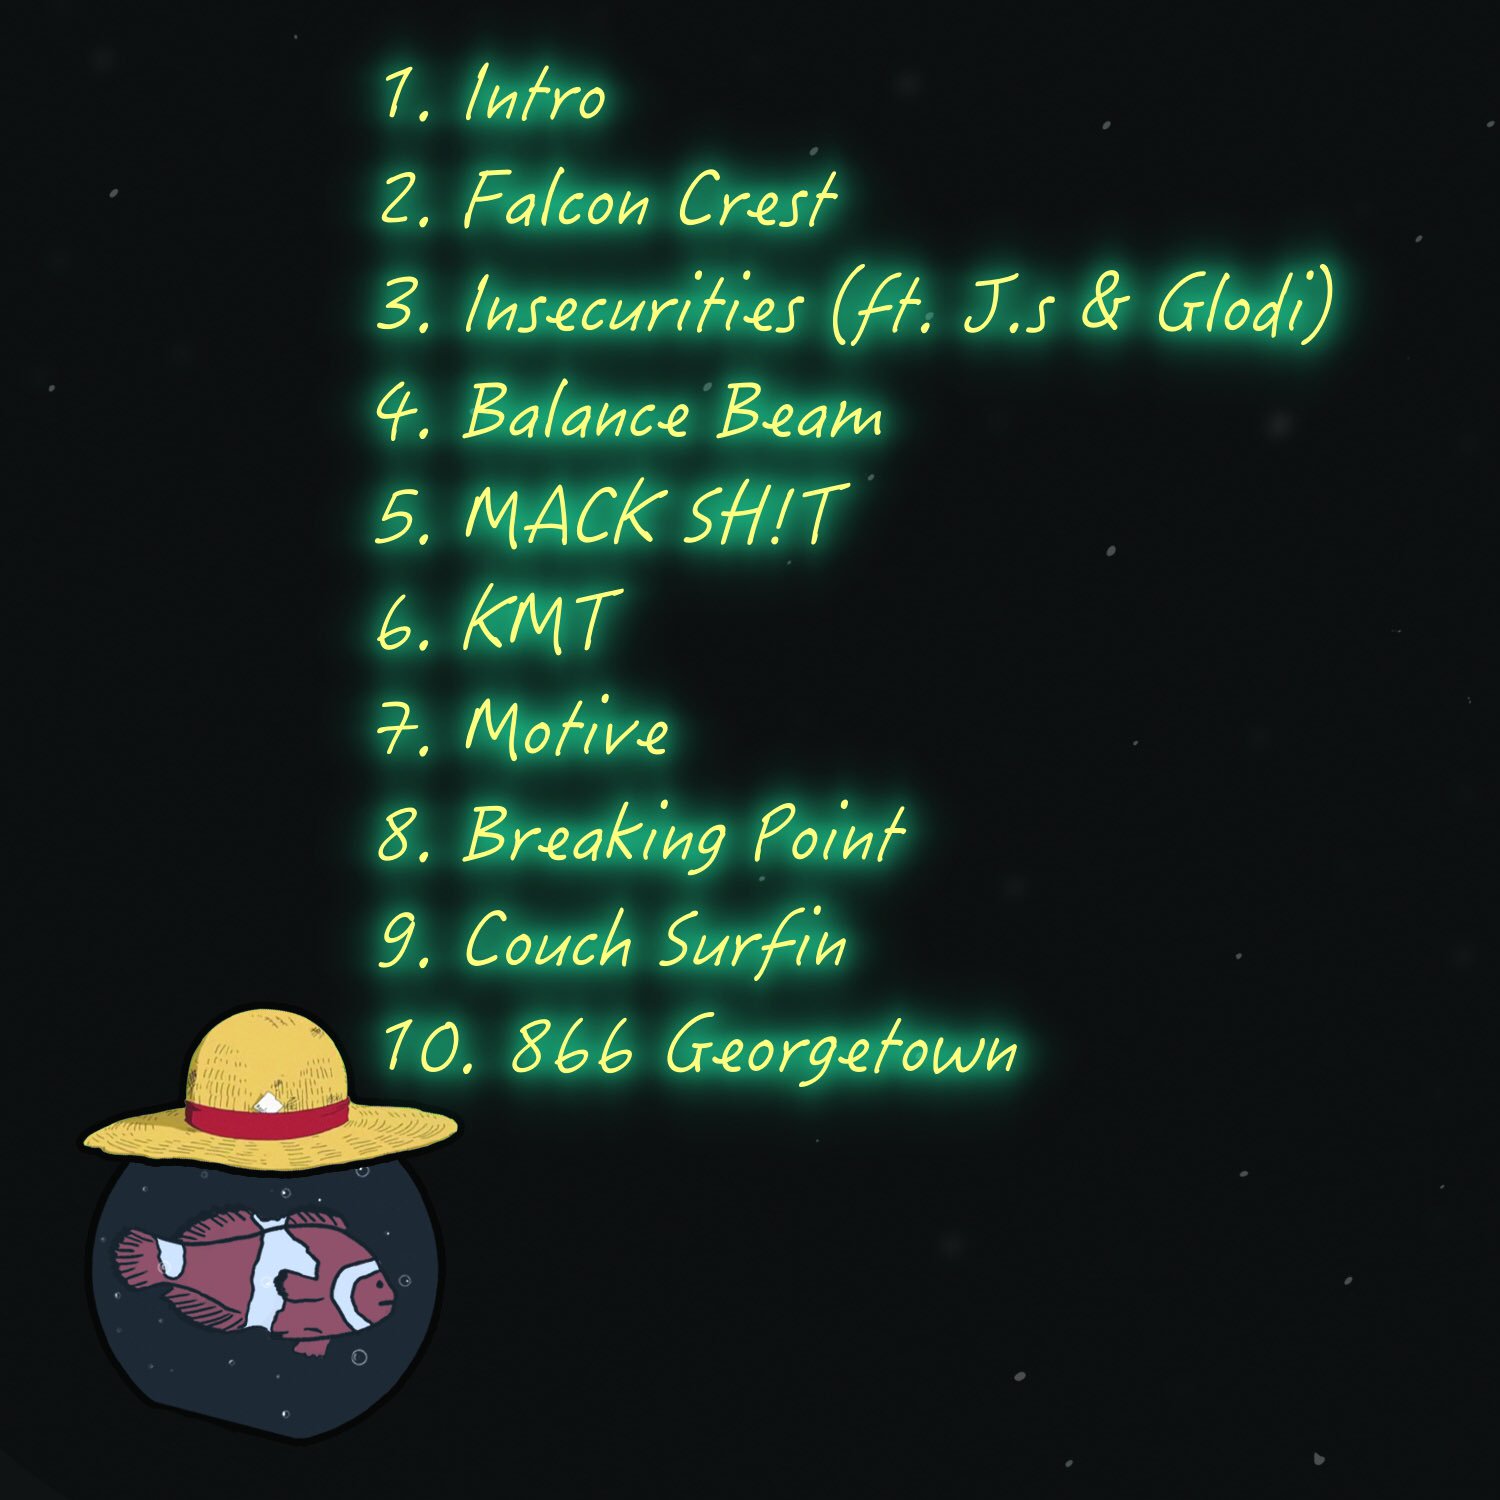 1. Intro
2. Falcon Crest
3. Insecurities (ft. J.s & Glodi)
4. Balance Beam
5. MACK SH!T
6. KMT
7. Motive
8. Breaking Point
9. Couch Surfin
10. 866 Georgetown